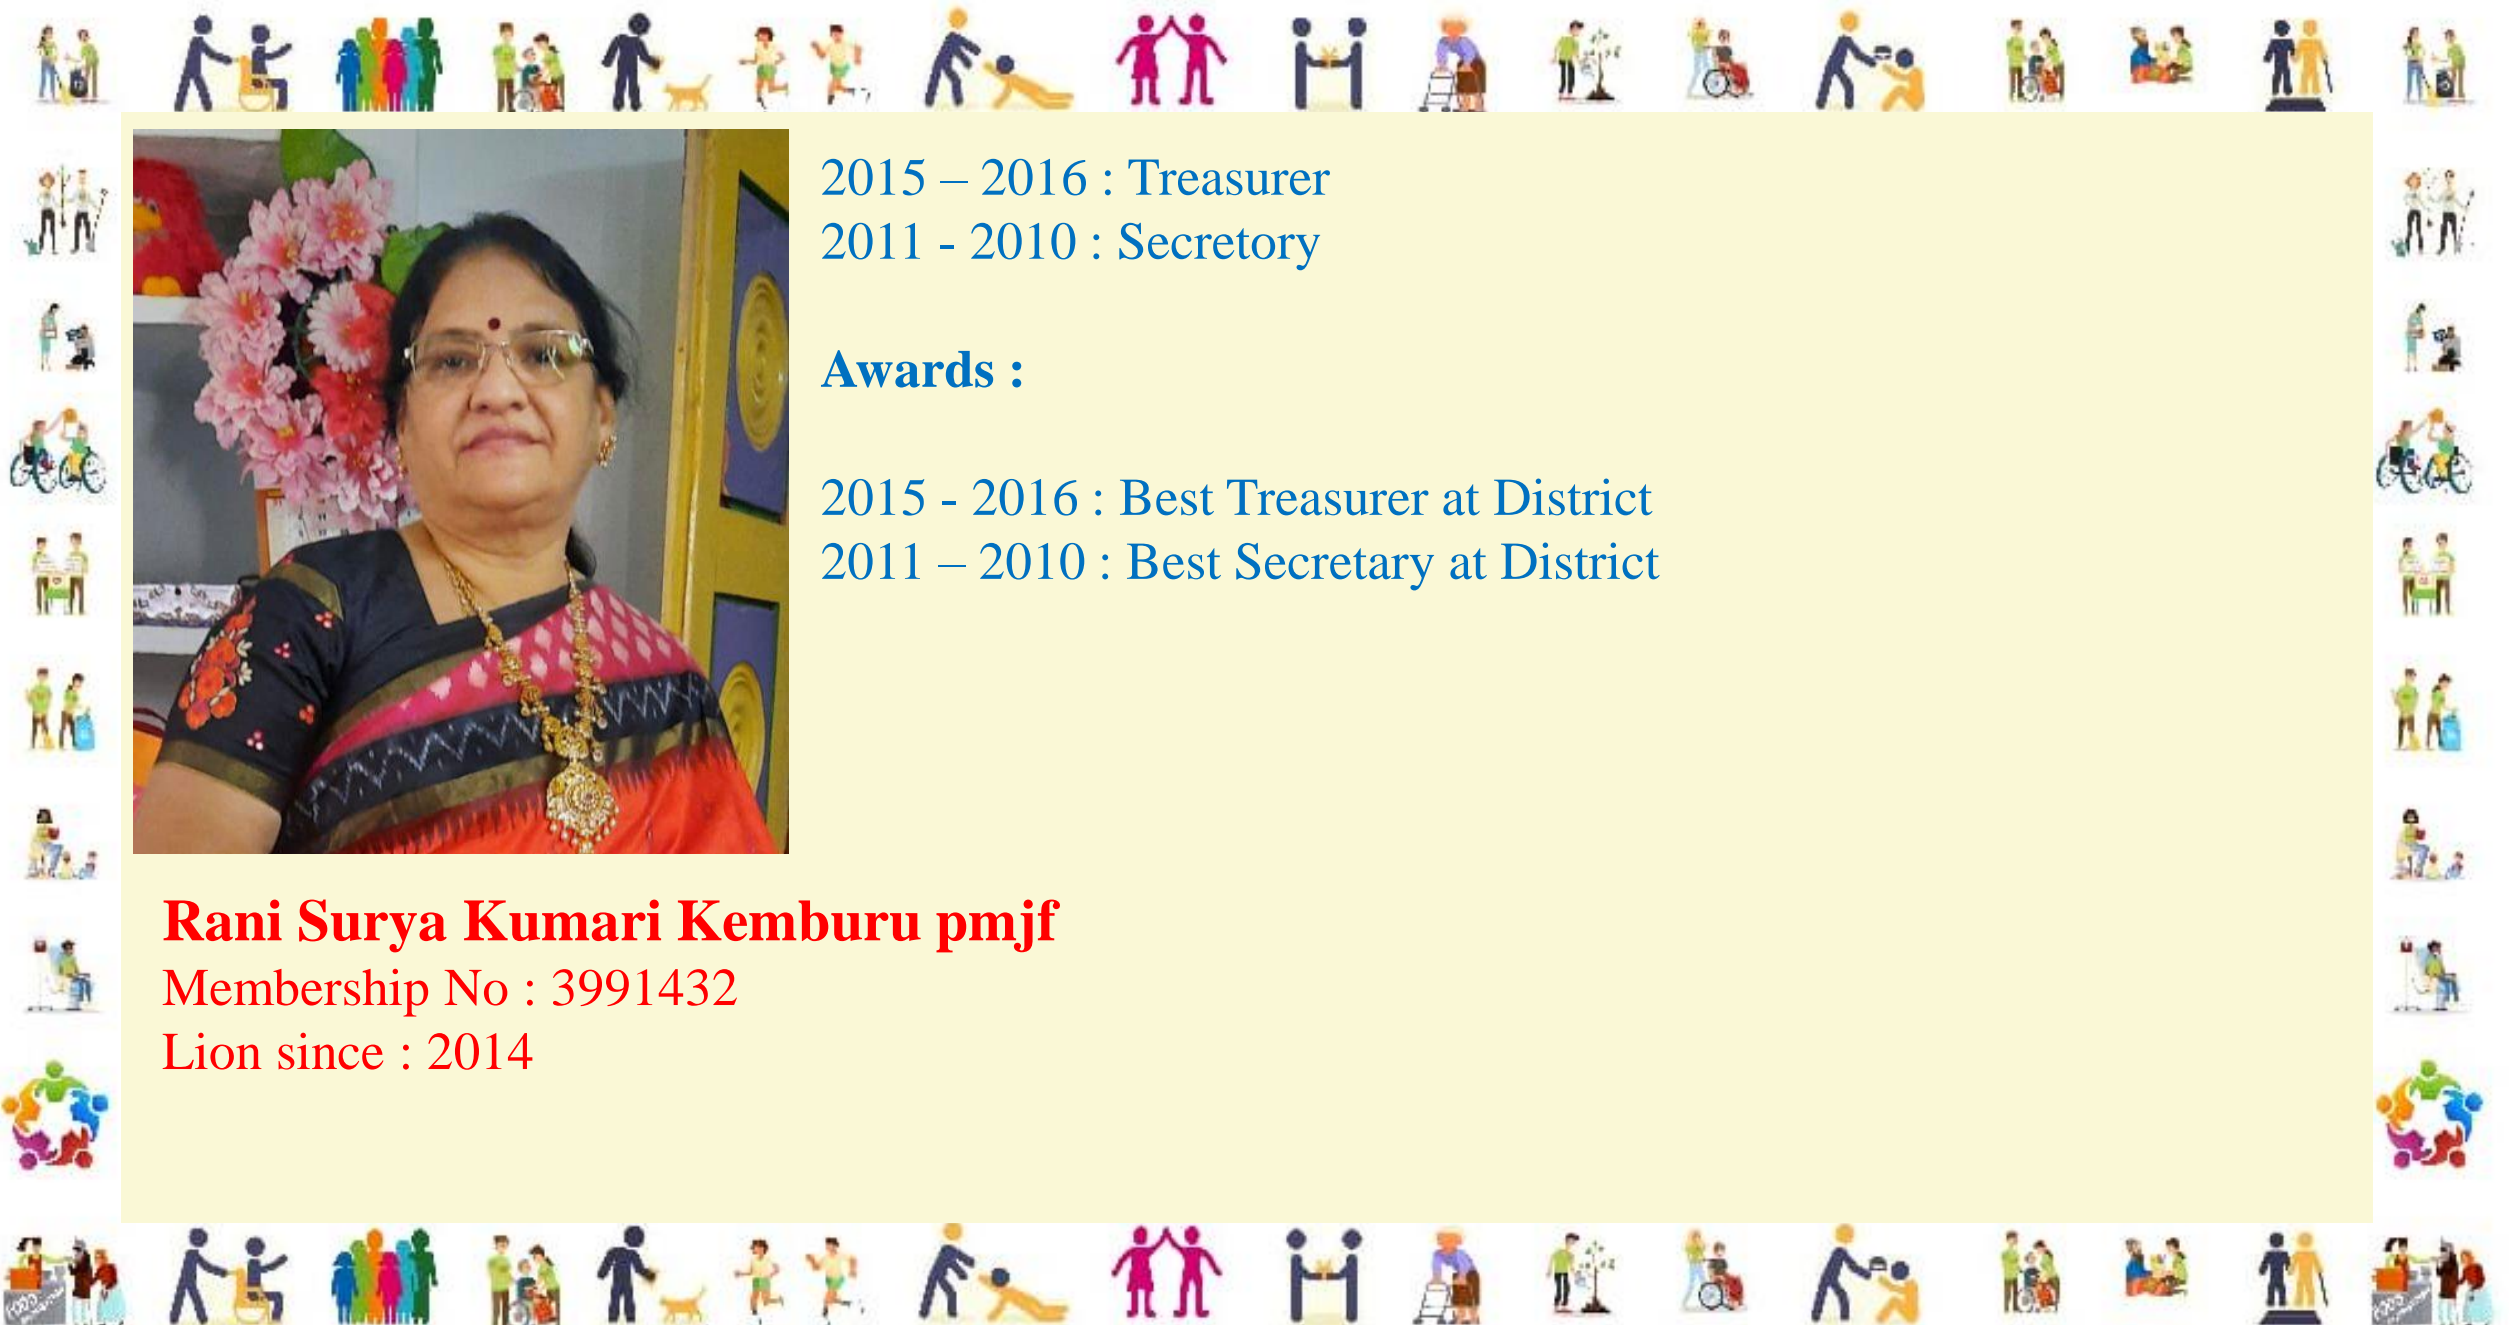 2015 – 2016 : Treasurer
2011 - 2010 : Secretory
Awards :
2015 - 2016 : Best Treasurer at District
2011 – 2010 : Best Secretary at District
Rani Surya Kumari Kemburu pmjf
Membership No : 3991432
Lion since : 2014